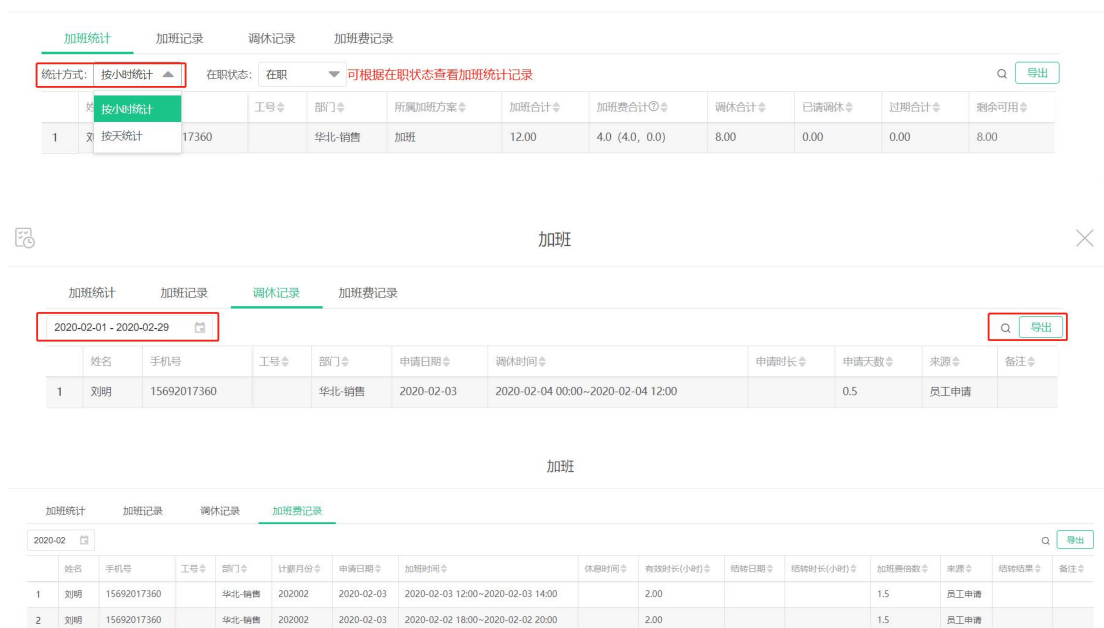 加班统计 加班记录 调休记录 加班费记录
统计方式: 按小时统计 在职状态: 在职 可根据在职状态查看加班统计记录 导出
工号 部门 所属加班方案 加班合计 加班费合计 调休合计 已请调休 过期合计 剩余可用
按小时统计
1 按天统计 17360 华北-销售 加班 12.00 4.0 (4.0, 0.0) 8.00 0.00 0.00 8.00
加班
加班统计 加班记录 调休记录 加班费记录
2020-02-01 - 2020-02-29 导出
姓名 手机号 工号 部门 申请日期 调休时间 申请时长 申请天数 来源 备注
1 刘明 15692017360 华北-销售 2020-02-03 2020-02-04 00:00~2020-02-04 12:00 0.5 员工申请
加班
加班统计 加班记录 调休记录 加班费记录
2020-02 导出
姓名 手机号 工号 部门 计薪月份 申请日期 加班时间 休息时间 有效时长(小时) 结转日期 结转时长(小时) 加班费倍数 来源 结转结果 备注
1 刘明 15692017360 华北-销售 202002 2020-02-03 2020-02-03 12:00~2020-02-03 14:00 2.00 1.5 员工申请
2 刘明 15692017360 华北-销售 202002 2020-02-03 2020-02-02 18:00~2020-02-02 20:00 2.00 1.5 员工申请